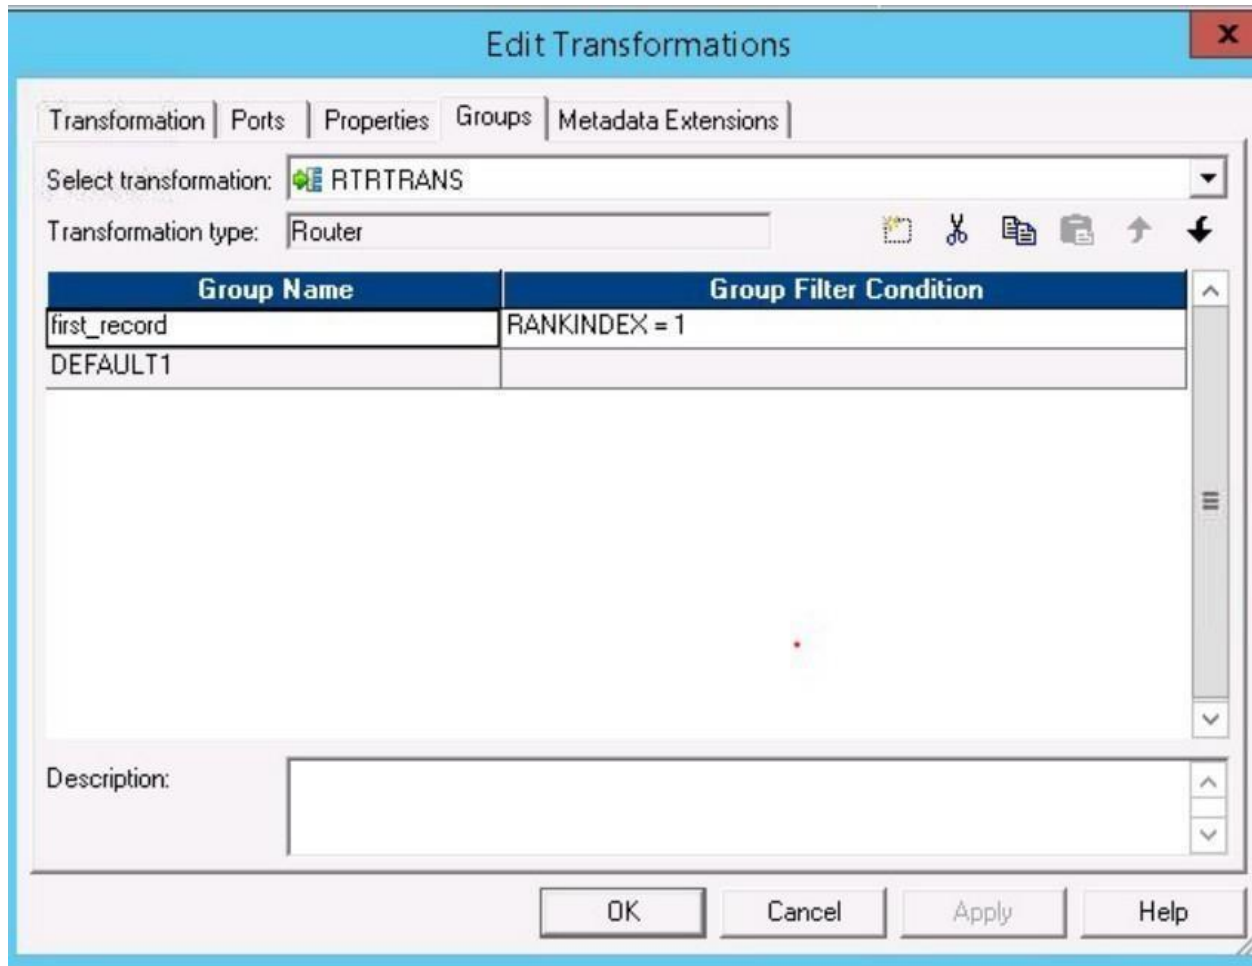 Edit Transformations
x
Transformation Ports Properties Groups Metadata Extensions
Select transformation: RTRTRANS
Transformation type: Router
Group Name Group Filter Condition
first_record RANKINDEX = 1
DEFAULT1
Description:
OK Cancel Apply Help